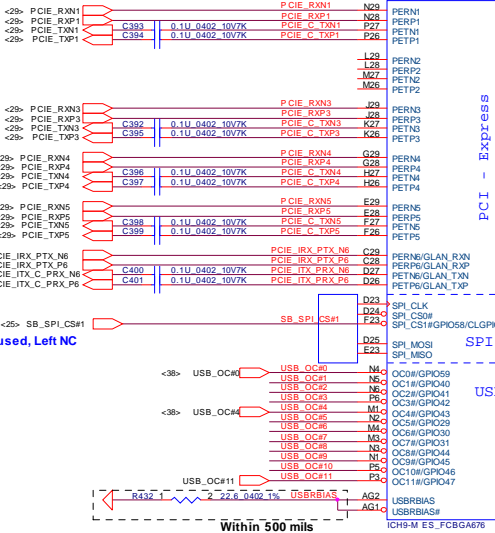 <29> PCIE_RXN1 PCIE_RXN1 N29 PERN1
<29> PCIE_RXP1 PCIE_RXP1 N28 PERP1
<29> PCIE_TXN1 C393 0.1U_0402_10V7K PCIE_C_TXN1 P27 PETN1
<29> PCIE_TXP1 C394 0.1U_0402_10V7K PCIE_C_TXP1 P26 PETP1
L29 PERN2
L28 PERP2
M27 PETN2
M26 PETP2
<29> PCIE_RXN3 PCIE_RXN3 J29 PERN3
<29> PCIE_RXP3 PCIE_RXP3 J28 PERP3
<29> PCIE_TXN3 C392 0.1U_0402_10V7K PCIE_C_TXN3 K27 PETN3
<29> PCIE_TXP3 C395 0.1U_0402_10V7K PCIE_C_TXP3 K26 PETP3
29> PCIE_RXN4 PCIE_RXN4 G29 PERN4
29> PCIE_RXP4 PCIE_RXP4 G28 PERP4
29> PCIE_TXN4 C396 0.1U_0402_10V7K PCIE_C_TXN4 H27 PETN4
<29> PCIE_TXP4 C397 0.1U_0402_10V7K PCIE_C_TXP4 H26 PETP4
PCI - Express
29> PCIE_RXN5 PCIE_RXN5 E29 PERN5
<29> PCIE_RXP5 PCIE_RXP5 E28 PERP5
<29> PCIE_TXN5 C398 0.1U_0402_10V7K PCIE_C_TXN5 F27 PETN5
<29> PCIE_TXP5 C399 0.1U_0402_10V7K PCIE_C_TXP5 F26 PETP5
CIE_IRX_PTX_N6 PCIE_IRX_PTX_N6 C29 PERN6/GLAN_RXN
CIE_IRX_PTX_P6 PCIE_IRX_PTX_P6 C28 PERP6/GLAN_RXP
CIE_ITX_C_PRX_N6 C400 0.1U_0402_10V7K PCIE_ITX_PRX_N6 D27 PETN6/GLAN_TXN
CIE_ITX_C_PRX_P6 C401 0.1U_0402_10V7K PCIE_ITX_PRX_P6 D26 PETP6/GLAN_TXP
D23 SPI_CLK
D24 SPI_CS0#
<25> SB_SPI_CS#1 SB_SPI_CS#1 F23 SPI_CS1#GPIO58/CLGPIO
used, Left NC D25 SPI_MOSI SPI
E23 SPI_MISO
<38> USB_OC#0 USB_OC#0 N4 OC0#/GPIO59
USB_OC#1 N5 OC1#/GPIO40
USB_OC#2 N6 OC2#/GPIO41
USB_OC#3 P6 OC3#/GPIO42
<38> USB_OC#4 USB_OC#4 M1 OC4#/GPIO43
USB_OC#5 N2 OC5#/GPIO29
USB_OC#6 M4 OC6#/GPIO30
USB_OC#7 M3 OC7#/GPIO31
USB_OC#8 N3 OC8#/GPIO44
USB_OC#9 N1 OC9#/GPIO45
USB_OC#10 P5 OC10#/GPIO46
USB_OC#11 USB_OC#11 P3 OC11#/GPIO47
R432 1 2 22.6_0402_1% USBRBIAS AG2 USBRBIAS
AG1 USBRBIAS#
Within 500 mils ICH9-M ES_FCBGA676